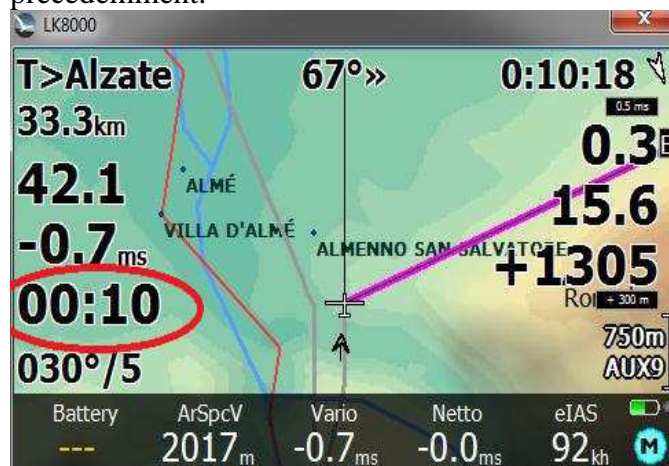 LK8000
T>Alzate 67°» 0:10:18
33.3km
0.5 ms
0.3
42.1
ALMÉ
15.6
-0.7ms
VILLA D'ALMÉ
ALMENNO SAN SALVATORE
+1305
00:10
+ 300 m
750m
030°/5
AUX9
Battery ArSpcV Vario Netto eIAS
--- 2017m -0.7ms -0.0ms 92kh
M